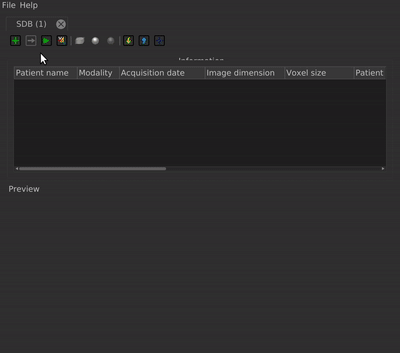 File Help
SDB (1)
Information
Patient name Modality Acquisition date Image dimension Voxel size Patient
Preview